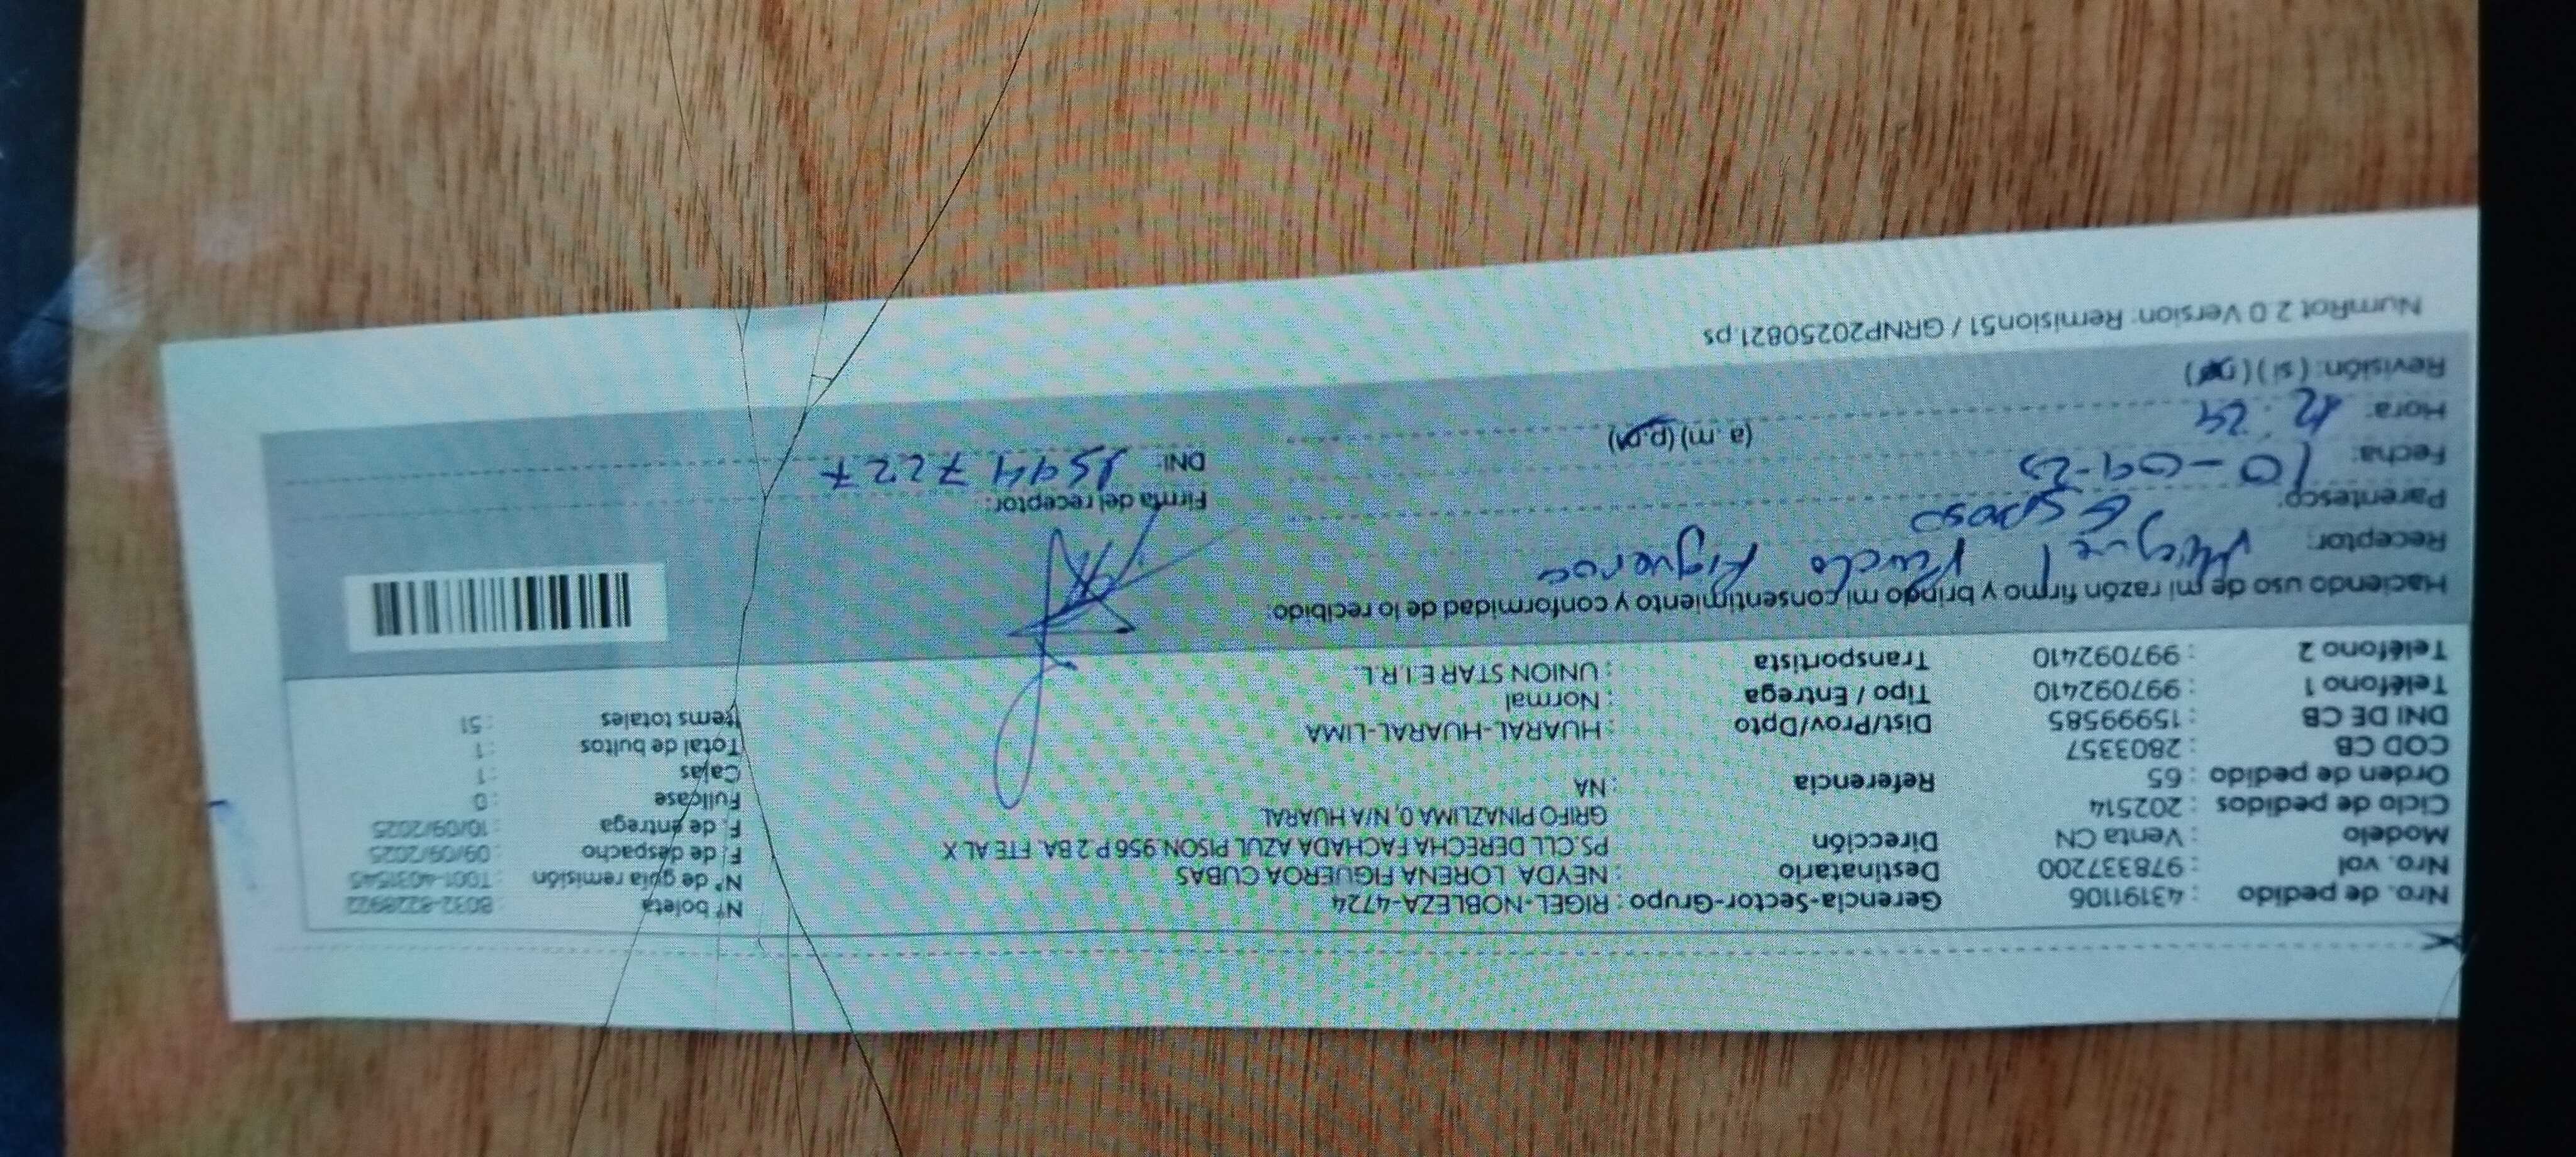 Nro. de pedido : 43191106 Gerencia-Sector-Grupo : RIGEL-NOBLEZA-4724 N° boleta : B032-8228922
Nro. vol : 978337200 Destinatario : NEYDA LORENA FIGUEROA CUBAS N° de guía remisión : T001-4031545
Modelo : Venta CN Dirección PS.CLL DERECHA FACHADA AZUL PISON 956 P 2 BA. FTE AL X F. de despacho : 09/09/2025
Ciclo de pedidos : 202514 GRIFO PINAZLIMA 0, N/A HUARAL F. de entrega : 10/09/2025
Orden de pedido : 65 Referencia : NA Fullcase : 0
COD CB : 2803357 Cajas : 1
DNI DE CB : 15999585 Dist/Prov/Dpto : HUARAL-HUARAL-LIMA Total de bultos : 1
Teléfono 1 : 997092410 Tipo / Entrega : Normal Items totales : 51
Teléfono 2 : 997092410 Transportista : UNION STAR E.I.R.L.
Haciendo uso de mi razón firmo y brindo mi consentimiento y conformidad de lo recibido:
Receptor: Miguel Figueroa
Parentesco: Esposo Firma del receptor:
Fecha: 10-09-25 DNI: 15947227
Hora: 12:24 (a. m) (p.m)
Revisión: (si) (no)
NumRot 2.0 Version: Remision51 / GRNP20250821.ps